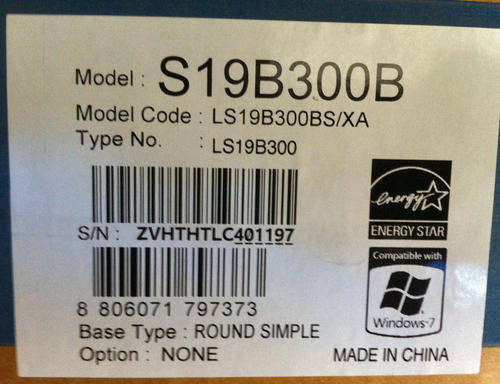 Model : S19B300B
Model Code : LS19B300BS/XA
Type No. : LS19B300
energy
ENERGY STAR
S/N : ZVHTHTLC401197
Compatible with
Windows 7
8 806071 797373
Base Type : ROUND SIMPLE
Option : NONE
MADE IN CHINA